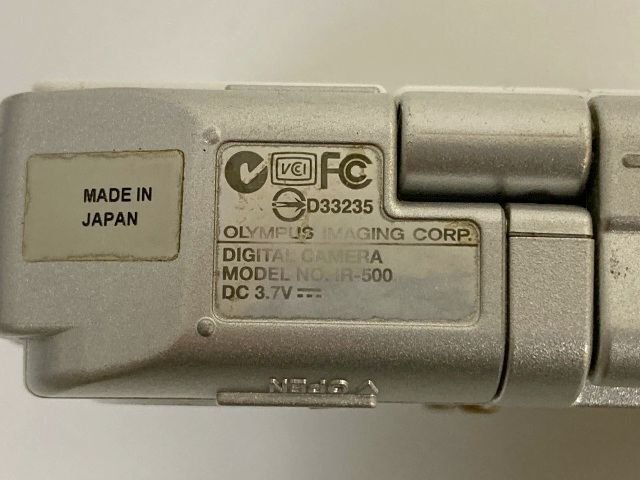 MADE IN
JAPAN
VCI FC
D33235
OLYMPUS IMAGING CORP.
DIGITAL CAMERA
MODEL NO. IR-500
DC 3.7V
OPEN